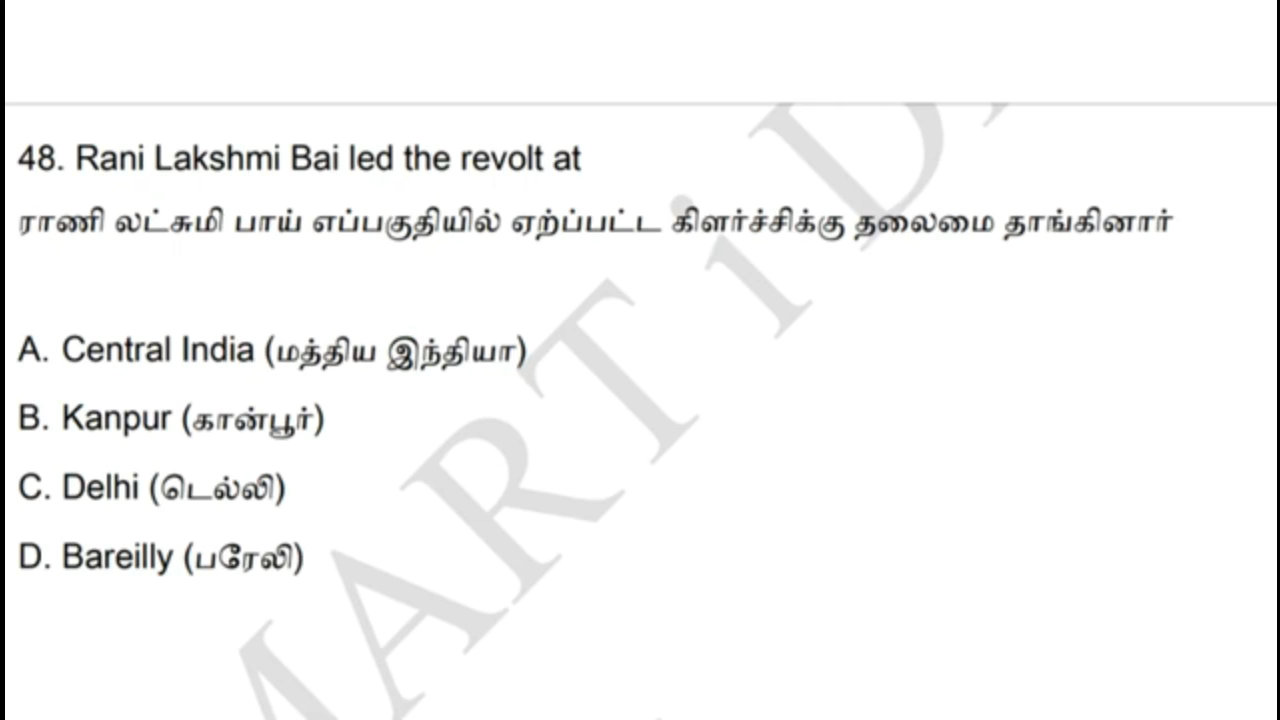 48. Rani Lakshmi Bai led the revolt at
ராணி லட்சுமி பாய் எப்பகுதியில் ஏற்ப்பட்ட கிளர்ச்சிக்கு தலைமை தாங்கினார்
A. Central India (மத்திய இந்தியா)
B. Kanpur (கான்பூர்)
C. Delhi (டெல்லி)
D. Bareilly (பரேலி)